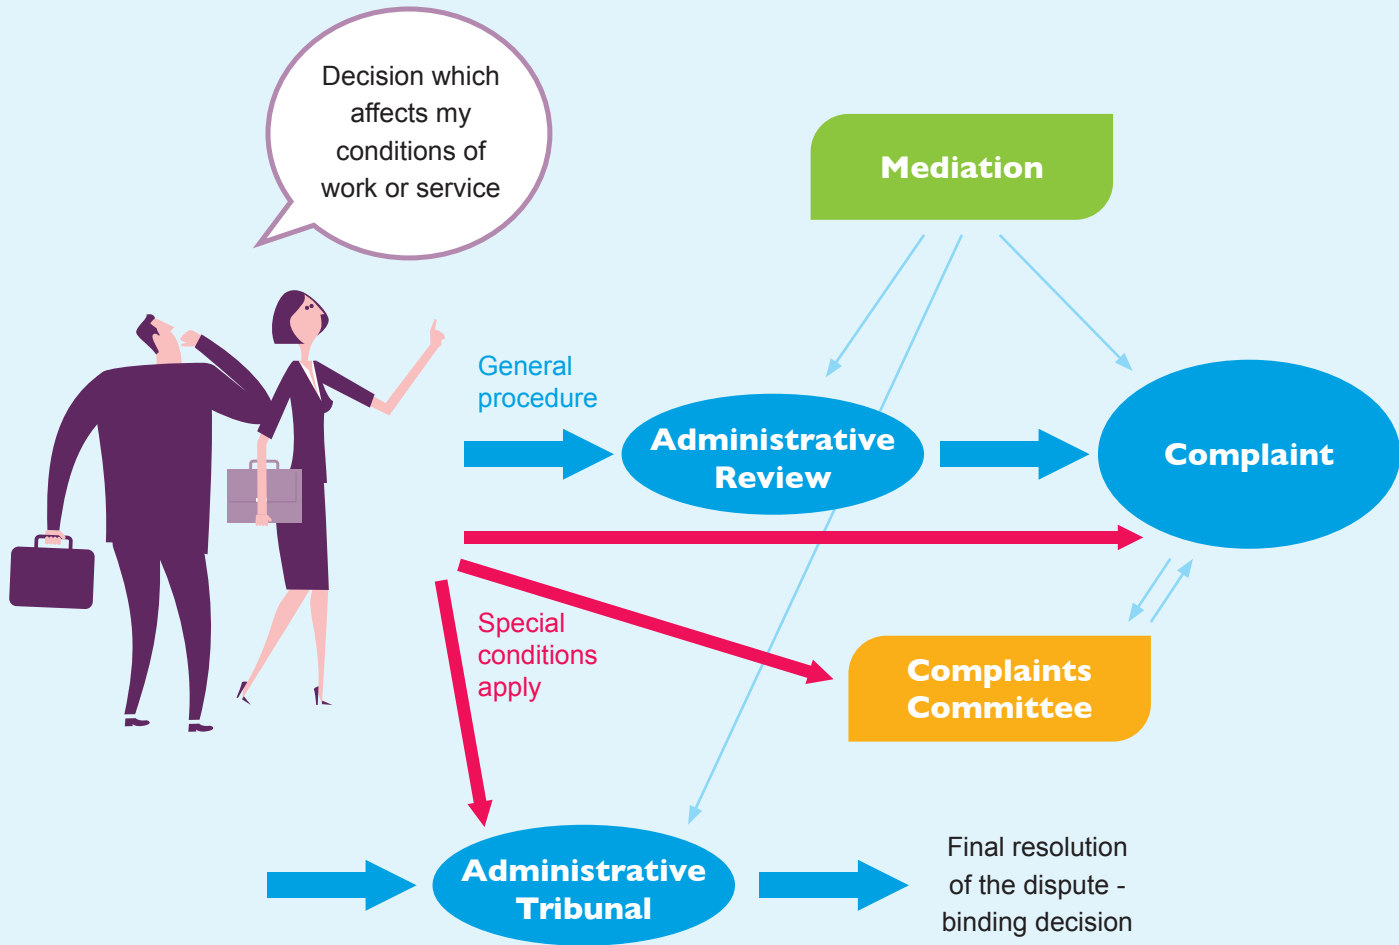 Decision which
affects my
conditions of
work or service
Mediation
General
procedure
Administrative
Review
Complaint
Special
conditions
apply
Complaints
Committee
Administrative
Tribunal
Final resolution
of the dispute -
binding decision